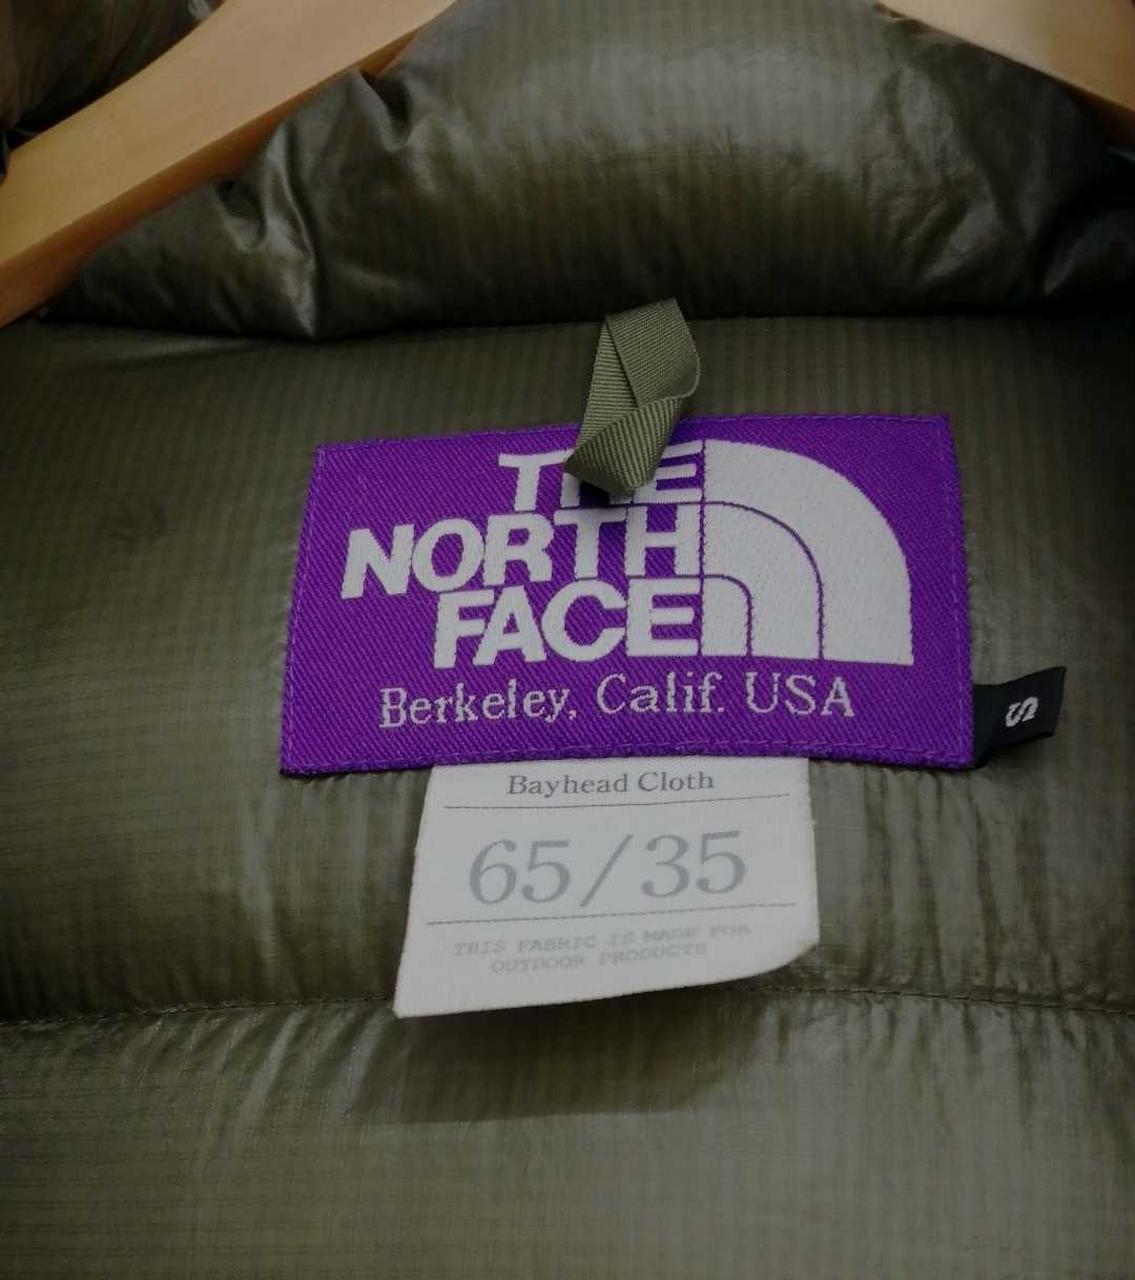 THE
NORTH
FACE
Berkeley, Calif. USA
S
Bayhead Cloth
65/35
THIS FABRIC IS MADE FOR
OUTDOOR PRODUCTS